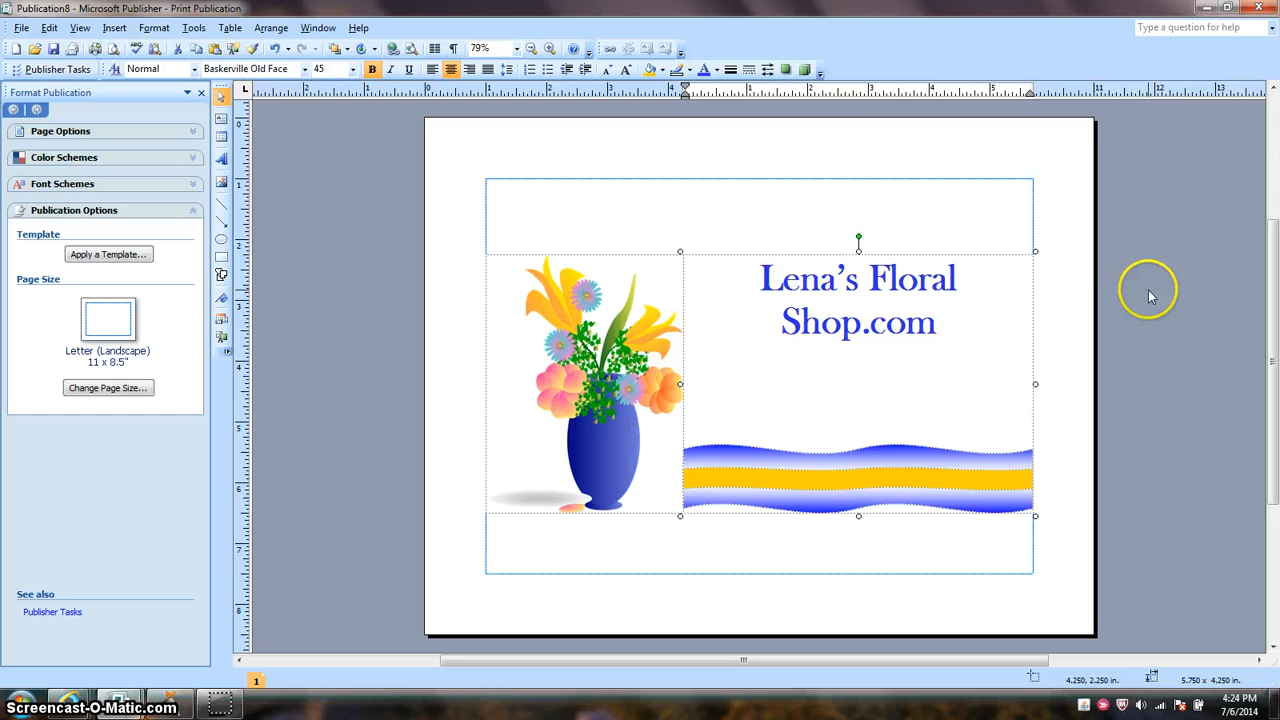 Publication8 - Microsoft Publisher - Print Publication
File Edit View Insert Format Tools Table Arrange Window Help
Type a question for help
79%
Publisher Tasks
Normal
Baskerville Old Face
45
B I U
Format Publication
Page Options
Color Schemes
Font Schemes
Publication Options
Template
Apply a Template...
Page Size
Letter (Landscape)
11 x 8.5"
Change Page Size...
See also
Publisher Tasks
Lena's Floral
Shop.com
1
4.250, 2.250 in.
5.750 x 4.250 in.
Screencast-O-Matic.com
4:24 PM
7/6/2014